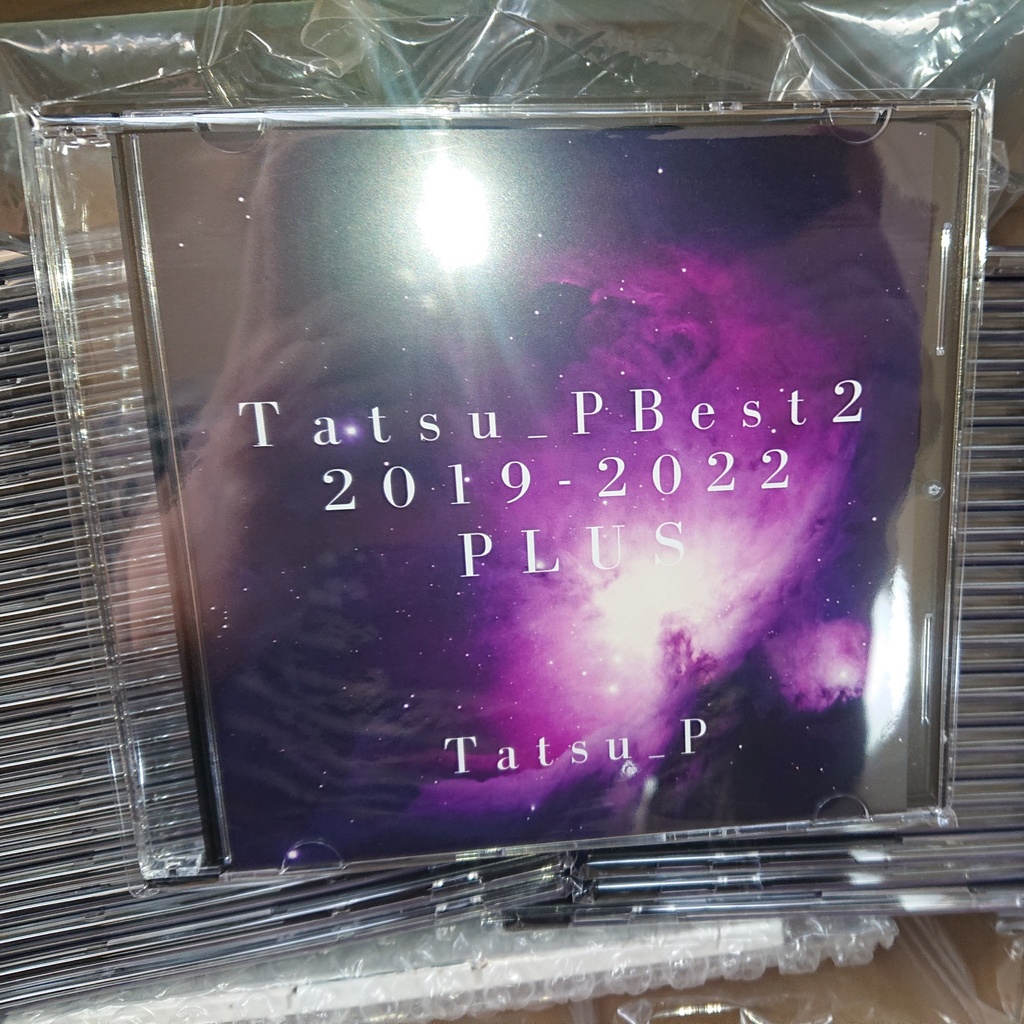 Tatsu_PBest2
2019-2022
PLUS
Tatsu_P